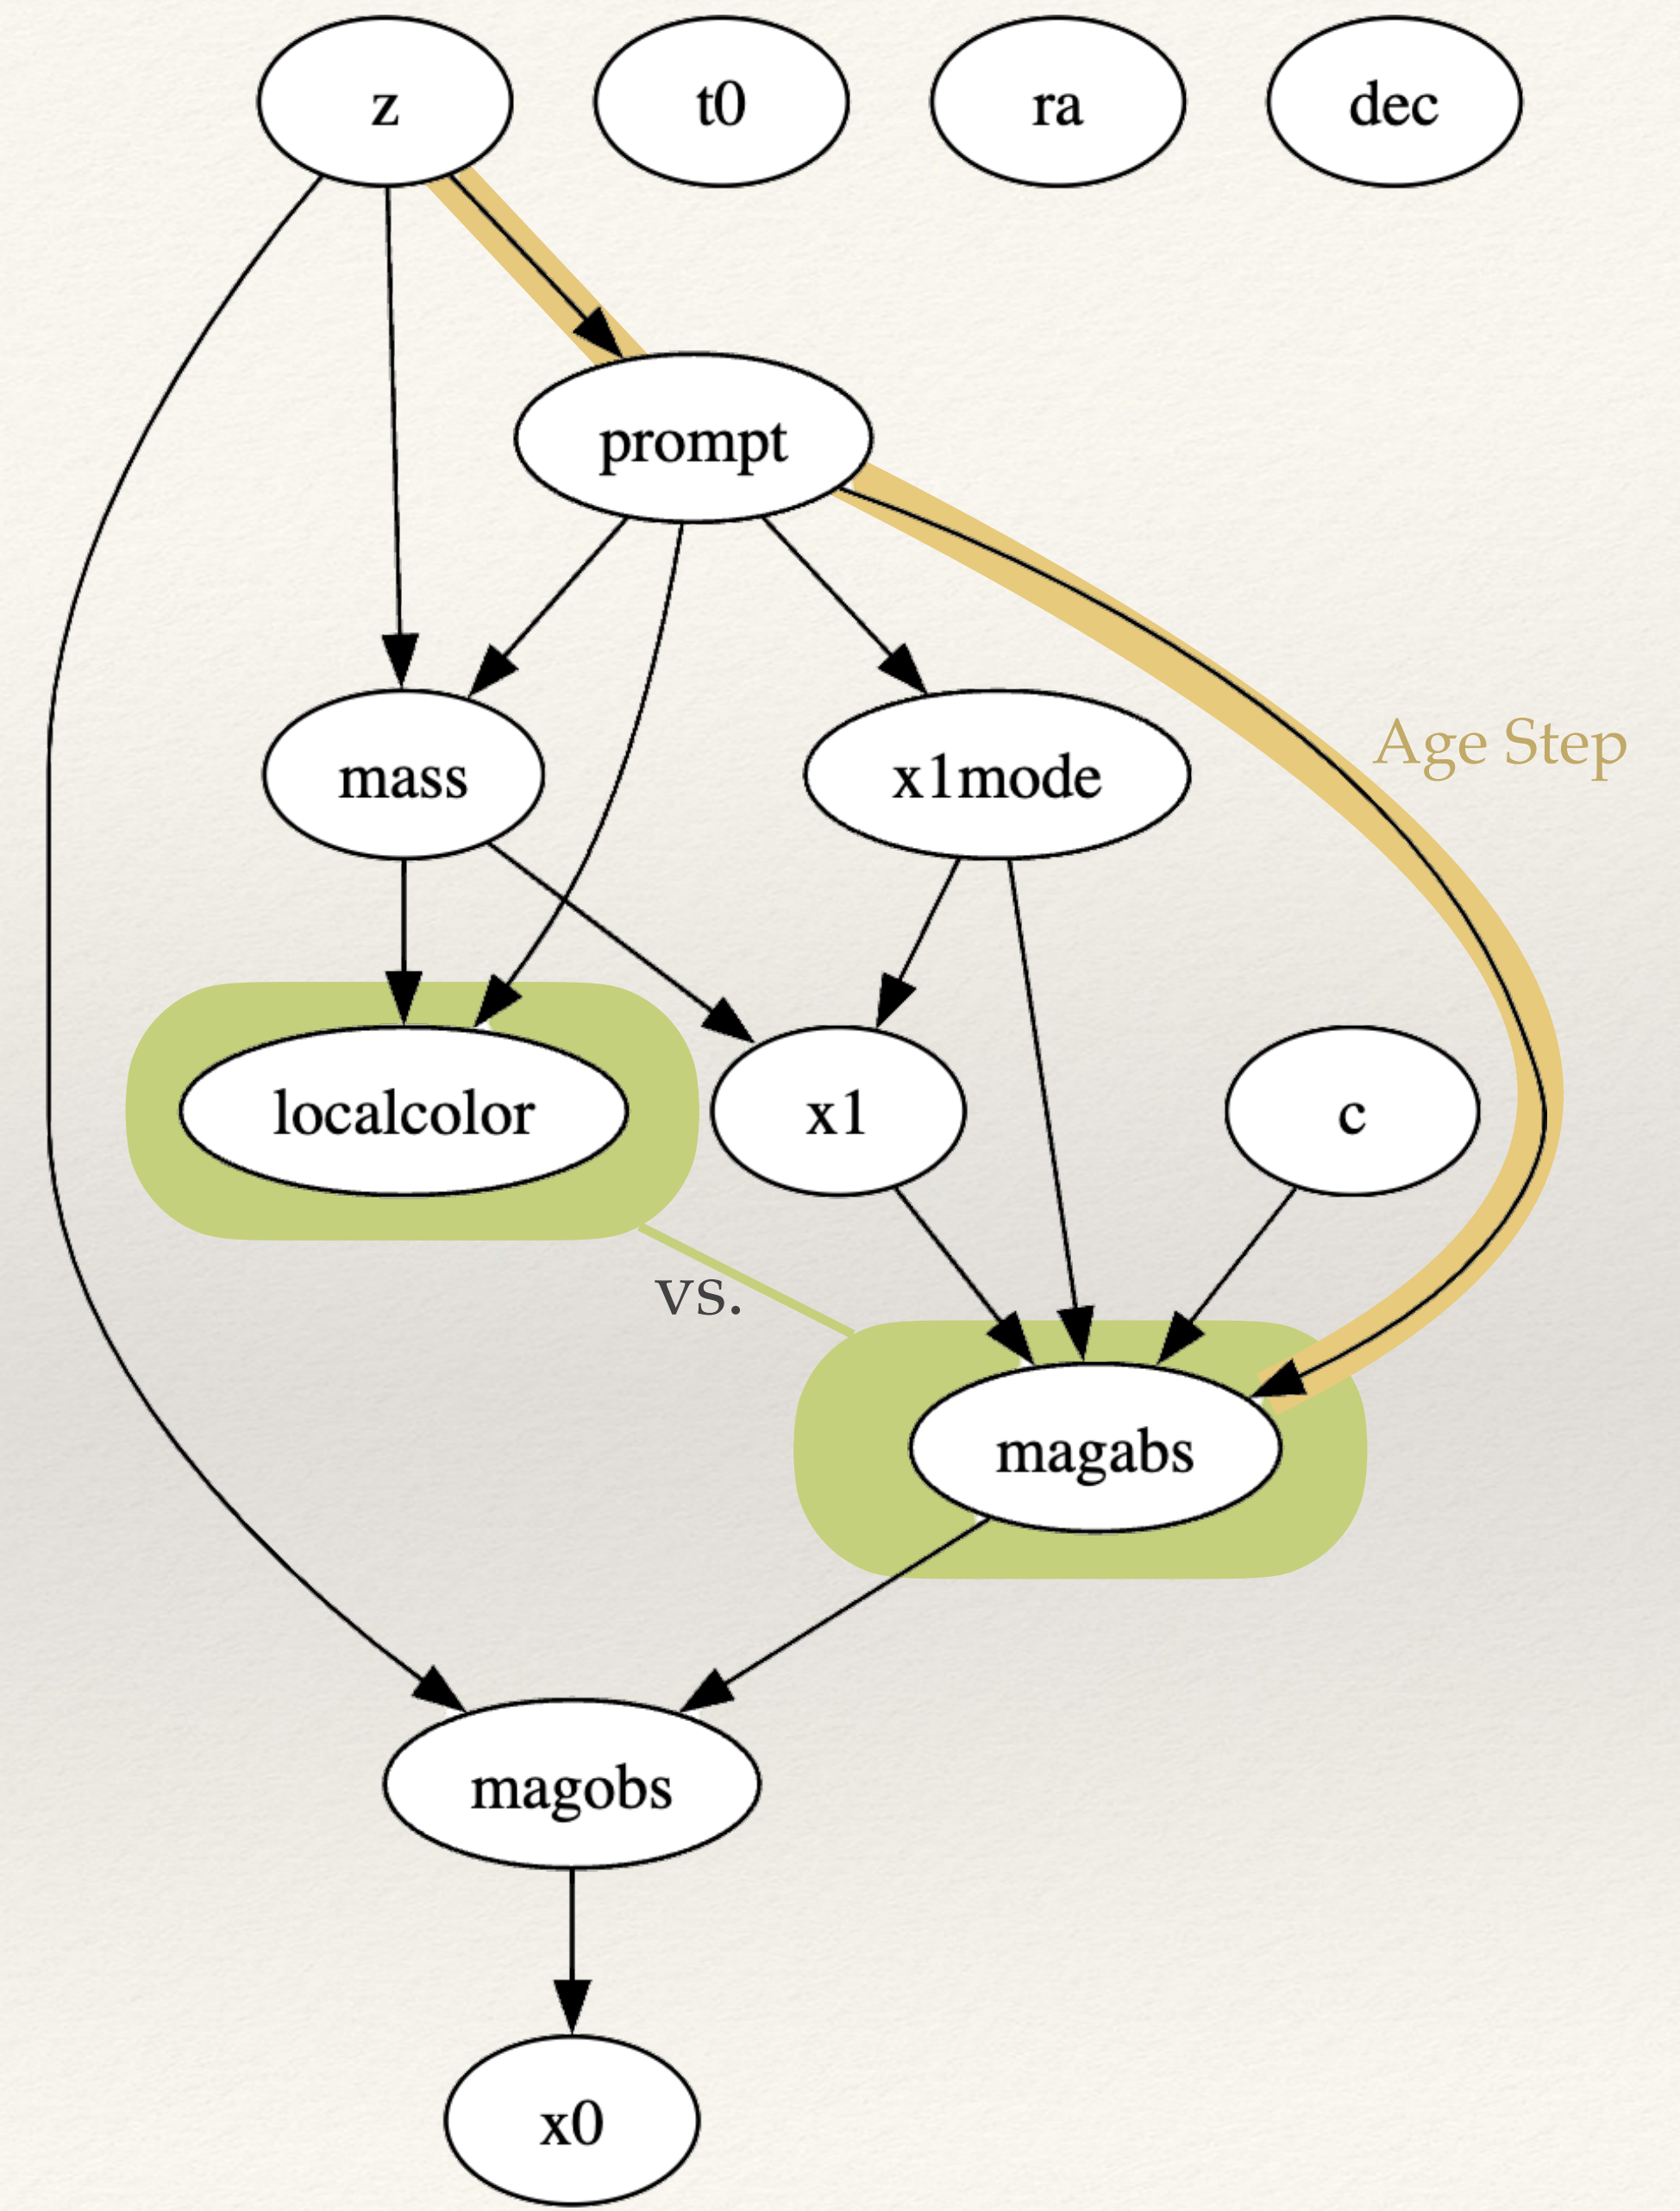 z
t0
ra
dec
prompt
mass
x1mode
Age Step
localcolor
x1
c
vs.
magabs
magobs
x0